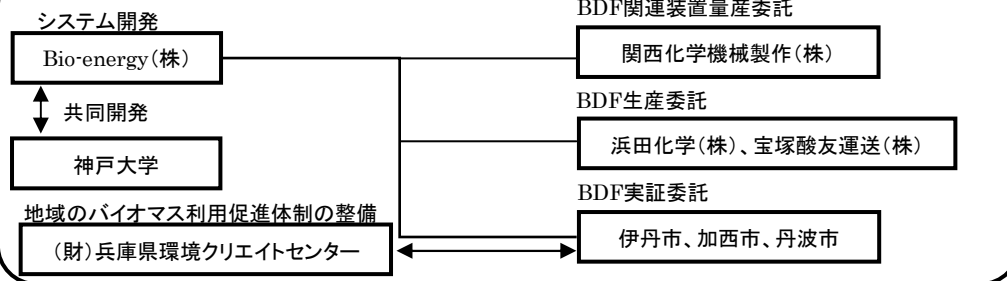 システム開発
Bio-energy(株)
共同開発
神戸大学
地域のバイオマス利用促進体制の整備
(財)兵庫県環境クリエイトセンター
BDF関連装置量産委託
関西化学機械製作(株)
BDF生産委託
浜田化学(株)、宝塚酸友運送(株)
BDF実証委託
伊丹市、加西市、丹波市